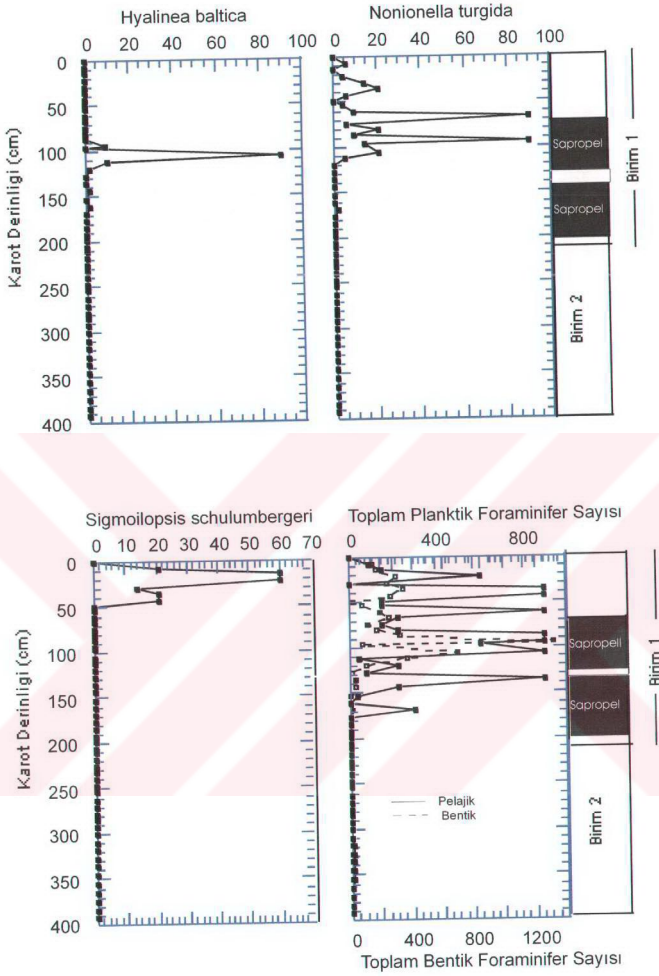 Hyalinea baltica
Nonionella turgida
0 20 40 60 80 100
0 20 40 60 80 100
Karot Derinligi (cm)
0
50
100
150
200
250
300
350
400
Sapropel
Sapropel
Birim 1
Birim 2
Sigmoilopsis schulumbergeri
Toplam Planktik Foraminifer Sayısı
0 10 20 30 40 50 60 70
0 400 800
Karot Derinligi (cm)
0
50
100
150
200
250
300
350
400
Sapropell
Sapropel
Birim 1
Birim 2
Pelajik
Bentik
0 400 800 1200
Toplam Bentik Foraminifer Sayısı